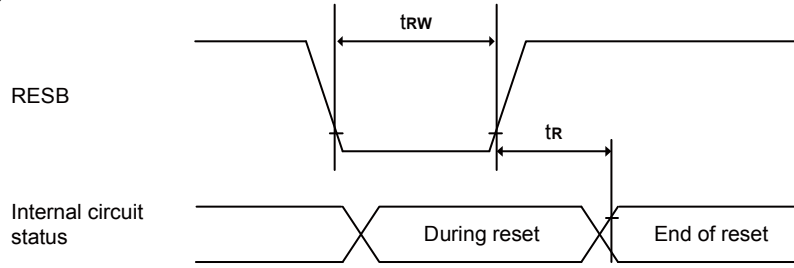 tRW
RESB
tR
Internal circuit
status
During reset
End of reset